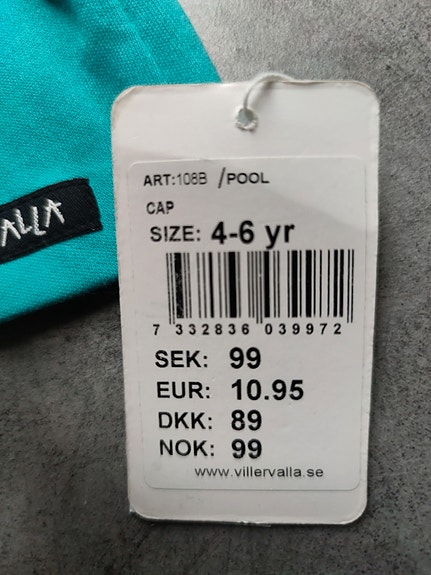 ALLA
ART:108B /POOL
CAP
SIZE: 4-6 yr
7 332836 039972
SEK: 99
EUR: 10.95
DKK: 89
NOK: 99
www.villervalla.se